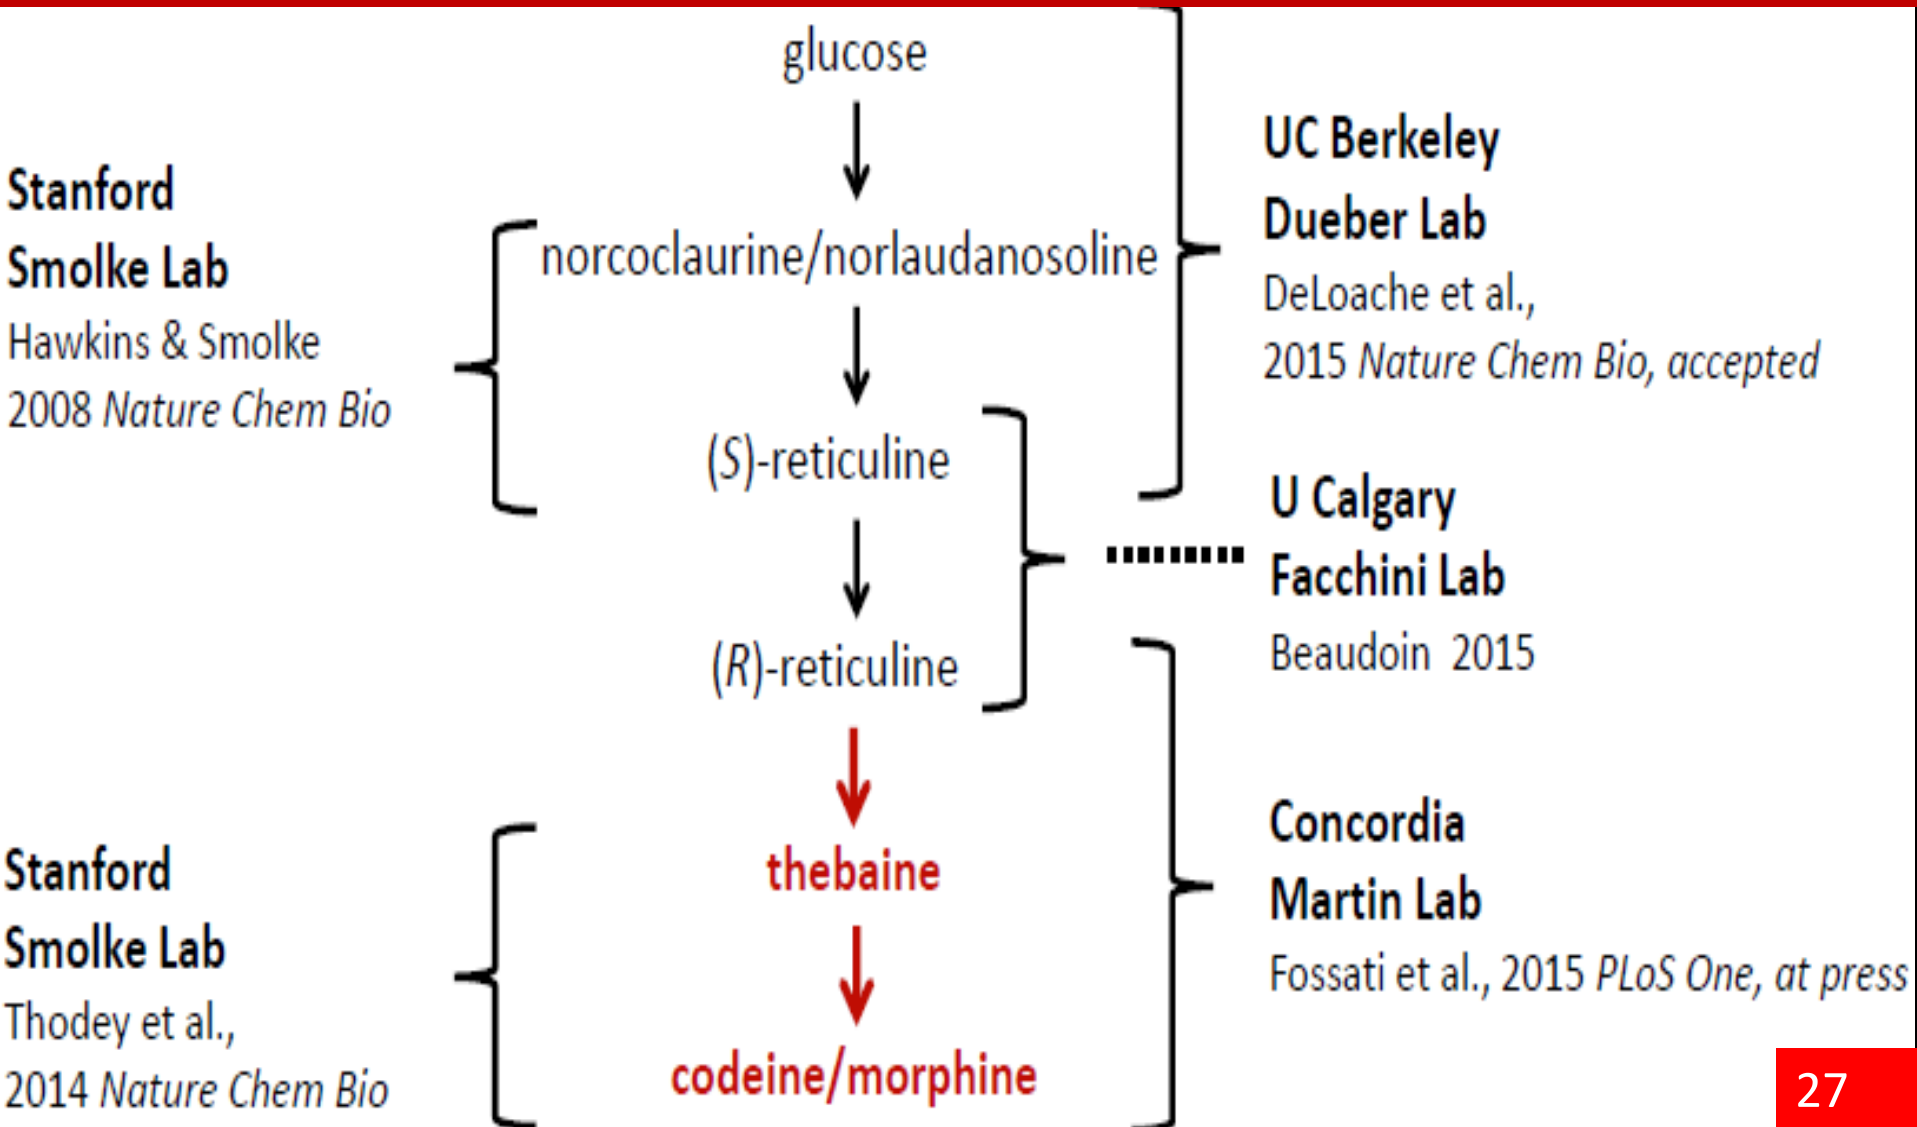 glucose
norcoclaurine/norlaudanosoline
(S)-reticuline
(R)-reticuline
thebaine
codeine/morphine
Stanford
Smolke Lab
Hawkins & Smolke
2008 Nature Chem Bio
Stanford
Smolke Lab
Thodey et al.,
2014 Nature Chem Bio
UC Berkeley
Dueber Lab
DeLoache et al.,
2015 Nature Chem Bio, accepted
U Calgary
Facchini Lab
Beaudoin 2015
Concordia
Martin Lab
Fossati et al., 2015 PLoS One, at press
27